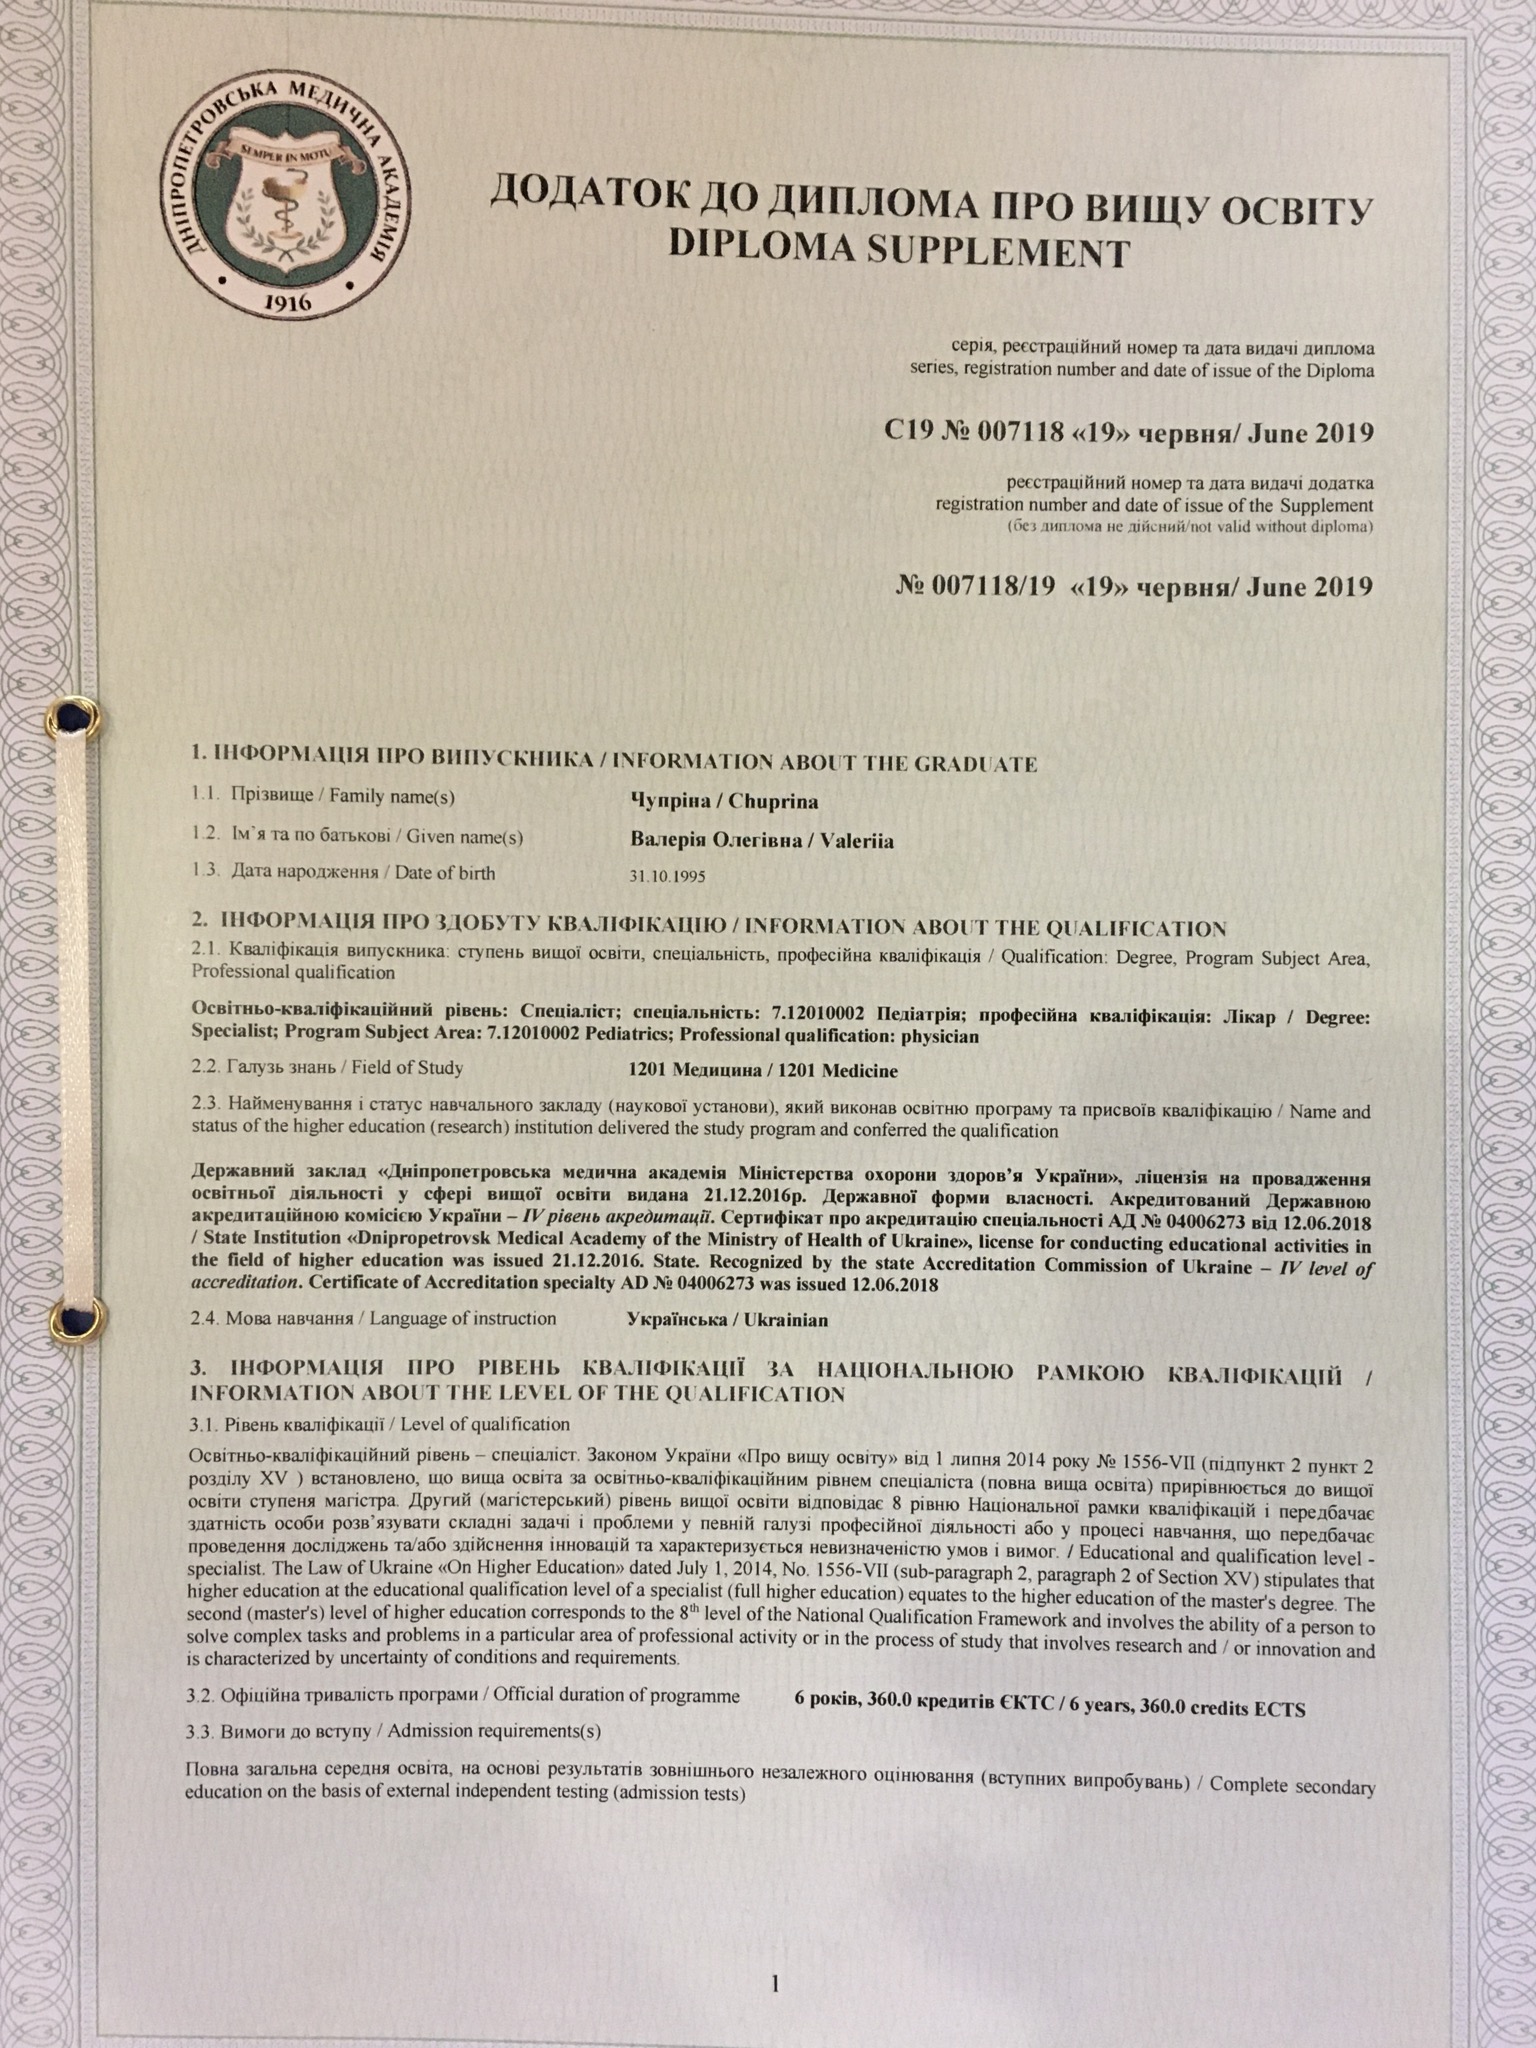 ДНІПРОПЕТРОВСЬКА МЕДИЧНА АКАДЕМІЯ
SEMPER IN MOTU
1916
ДОДАТОК ДО ДИПЛОМА ПРО ВИЩУ ОСВІТУ
DIPLOMA SUPPLEMENT
серія, реєстраційний номер та дата видачі диплома
series, registration number and date of issue of the Diploma
С19 № 007118 «19» червня/ June 2019
реєстраційний номер та дата видачі додатка
registration number and date of issue of the Supplement
(без диплома не дійсний/not valid without diploma)
№ 007118/19 «19» червня/ June 2019
1. ІНФОРМАЦІЯ ПРО ВИПУСКНИКА / INFORMATION ABOUT THE GRADUATE
1.1. Прізвище / Family name(s) Чупріна / Chuprina
1.2. Ім`я та по батькові / Given name(s) Валерія Олегівна / Valeriia
1.3. Дата народження / Date of birth 31.10.1995
2. ІНФОРМАЦІЯ ПРО ЗДОБУТУ КВАЛІФІКАЦІЮ / INFORMATION ABOUT THE QUALIFICATION
2.1. Кваліфікація випускника: ступень вищої освіти, спеціальність, професійна кваліфікація / Qualification: Degree, Program Subject Area,
Professional qualification
Освітньо-кваліфікаційний рівень: Спеціаліст; спеціальність: 7.12010002 Педіатрія; професійна кваліфікація: Лікар / Degree:
Specialist; Program Subject Area: 7.12010002 Pediatrics; Professional qualification: physician
2.2. Галузь знань / Field of Study 1201 Медицина / 1201 Medicine
2.3. Найменування і статус навчального закладу (наукової установи), який виконав освітню програму та присвоїв кваліфікацію / Name and
status of the higher education (research) institution delivered the study program and conferred the qualification
Державний заклад «Дніпропетровська медична академія Міністерства охорони здоров’я України», ліцензія на провадження
освітньої діяльності у сфері вищої освіти видана 21.12.2016р. Державної форми власності. Акредитований Державною
акредитаційною комісією України – IV рівень акредитації. Сертифікат про акредитацію спеціальності АД № 04006273 від 12.06.2018
/ State Institution «Dnipropetrovsk Medical Academy of the Ministry of Health of Ukraine», license for conducting educational activities in
the field of higher education was issued 21.12.2016. State. Recognized by the state Accreditation Commission of Ukraine – IV level of
accreditation. Certificate of Accreditation specialty AD № 04006273 was issued 12.06.2018
2.4. Мова навчання / Language of instruction Українська / Ukrainian
3. ІНФОРМАЦІЯ ПРО РІВЕНЬ КВАЛІФІКАЦІЇ ЗА НАЦІОНАЛЬНОЮ РАМКОЮ КВАЛІФІКАЦІЙ /
INFORMATION ABOUT THE LEVEL OF THE QUALIFICATION
3.1. Рівень кваліфікації / Level of qualification
Освітньо-кваліфікаційний рівень – спеціаліст. Законом України «Про вищу освіту» від 1 липня 2014 року № 1556-VII (підпункт 2 пункт 2
розділу XV ) встановлено, що вища освіта за освітньо-кваліфікаційним рівнем спеціаліста (повна вища освіта) прирівнюється до вищої
освіти ступеня магістра. Другий (магістерський) рівень вищої освіти відповідає 8 рівню Національної рамки кваліфікацій і передбачає
здатність особи розв’язувати складні задачі і проблеми у певній галузі професійної діяльності або у процесі навчання, що передбачає
проведення досліджень та/або здійснення інновацій та характеризується невизначеністю умов і вимог. / Educational and qualification level -
specialist. The Law of Ukraine «On Higher Education» dated July 1, 2014, No. 1556-VII (sub-paragraph 2, paragraph 2 of Section XV) stipulates that
higher education at the educational qualification level of a specialist (full higher education) equates to the higher education of the master's degree. The
second (master's) level of higher education corresponds to the 8th level of the National Qualification Framework and involves the ability of a person to
solve complex tasks and problems in a particular area of professional activity or in the process of study that involves research and / or innovation and
is characterized by uncertainty of conditions and requirements.
3.2. Офіційна тривалість програми / Official duration of programme 6 років, 360.0 кредитів ЄКТС / 6 years, 360.0 credits ECTS
3.3. Вимоги до вступу / Admission requirements(s)
Повна загальна середня освіта, на основі результатів зовнішнього незалежного оцінювання (вступних випробувань) / Complete secondary
education on the basis of external independent testing (admission tests)
1